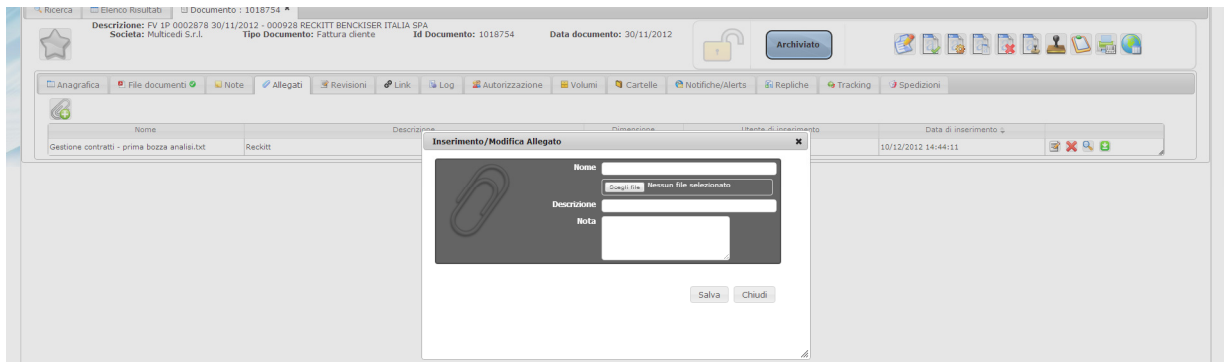 Ricerca Elenco Risultati Documento : 1018754
Descrizione: FV 1P 0002878 30/11/2012 - 000928 RECKITT BENCKISER ITALIA SPA
Societa: Multicedi S.r.l. Tipo Documento: Fattura cliente Id Documento: 1018754 Data documento: 30/11/2012
Archiviato
Anagrafica File documenti Note Allegati Revisioni Link Log Autorizzazione Volumi Cartelle Notifiche/Alerts Repliche Tracking Spedizioni
Nome Descrizione Dimensione Utente di inserimento Data di inserimento
Gestione contratti - prima bozza analisi.txt Reckitt 10/12/2012 14:44:11
Inserimento/Modifica Allegato
Nome
Scegli file Nessun file selezionato
Descrizione
Nota
Salva Chiudi